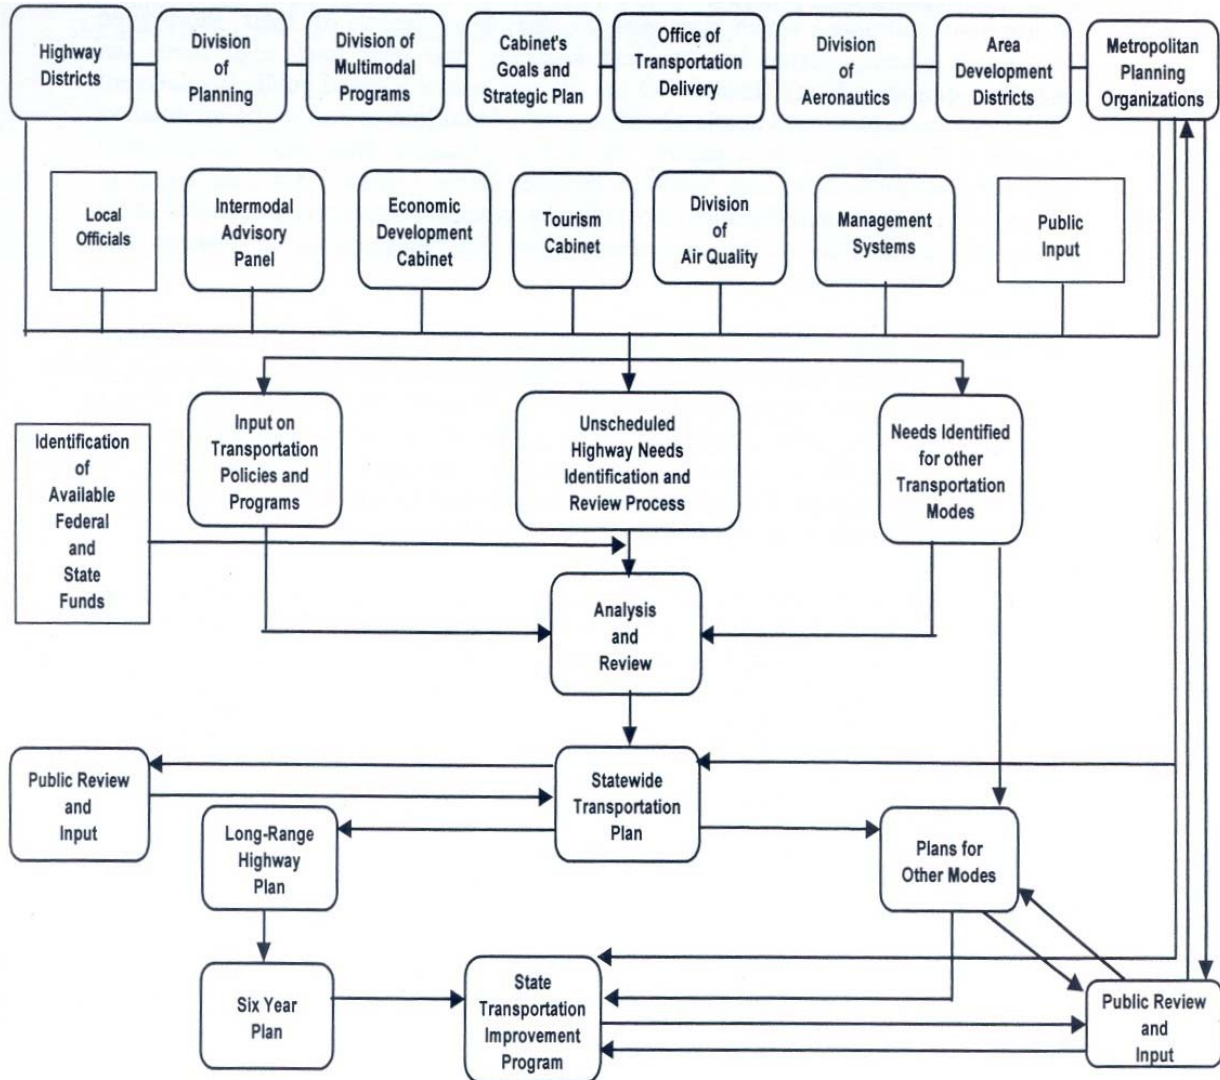 Highway
Districts
Division
of
Planning
Division of
Multimodal
Programs
Cabinet's
Goals and
Strategic Plan
Office of
Transportation
Delivery
Division
of
Aeronautics
Area
Development
Districts
Metropolitan
Planning
Organizations
Local
Officials
Intermodal
Advisory
Panel
Economic
Development
Cabinet
Tourism
Cabinet
Division
of
Air Quality
Management
Systems
Public
Input
Identification
of
Available
Federal
and
State
Funds
Input on
Transportation
Policies and
Programs
Unscheduled
Highway Needs
Identification and
Review Process
Needs Identified
for other
Transportation
Modes
Analysis
and
Review
Public Review
and
Input
Statewide
Transportation
Plan
Long-Range
Highway
Plan
Plans for
Other Modes
Six Year
Plan
State
Transportation
Improvement
Program
Public Review
and
Input